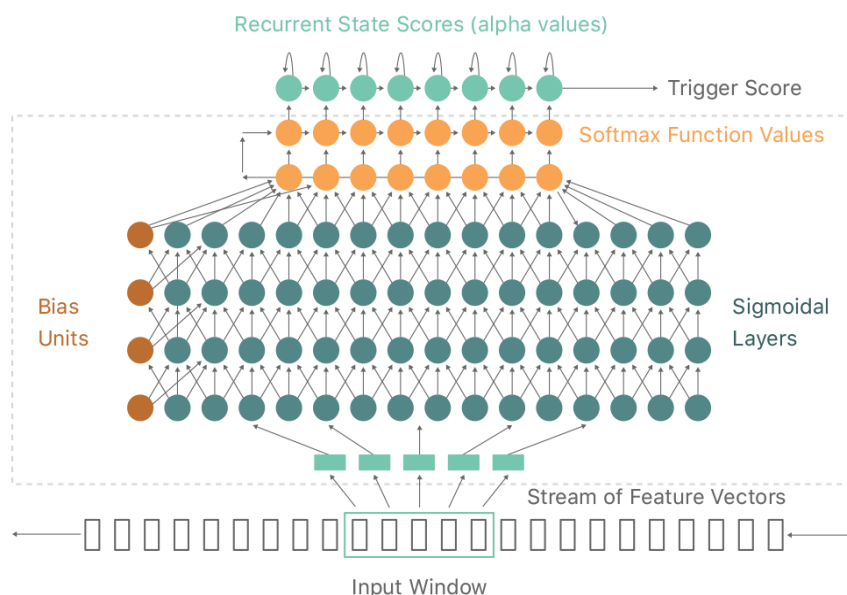 Recurrent State Scores (alpha values)
Trigger Score
Softmax Function Values
Bias
Units
Sigmoidal
Layers
Stream of Feature Vectors
Input Window